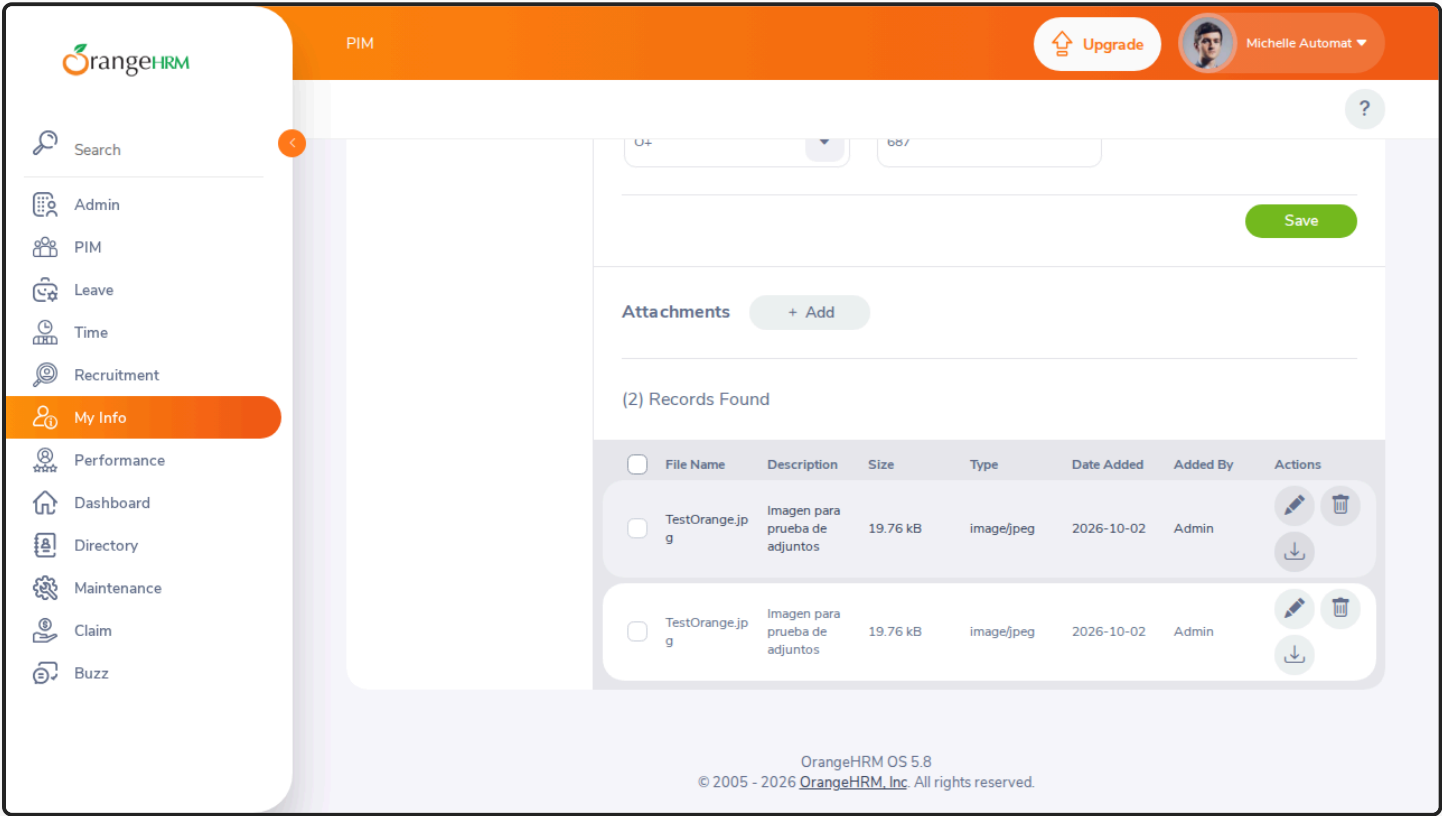 OrangeHRM
PIM
Upgrade
Michelle Automat
?
Search
Admin
PIM
Leave
Time
Recruitment
My Info
Performance
Dashboard
Directory
Maintenance
Claim
Buzz
687
Save
Attachments
+ Add
(2) Records Found
File Name Description Size Type Date Added Added By Actions
TestOrange.jp
g
Imagen para
prueba de
adjuntos
19.76 kB image/jpeg 2026-10-02 Admin
TestOrange.jp
g
Imagen para
prueba de
adjuntos
19.76 kB image/jpeg 2026-10-02 Admin
OrangeHRM OS 5.8
© 2005 - 2026 OrangeHRM, Inc. All rights reserved.